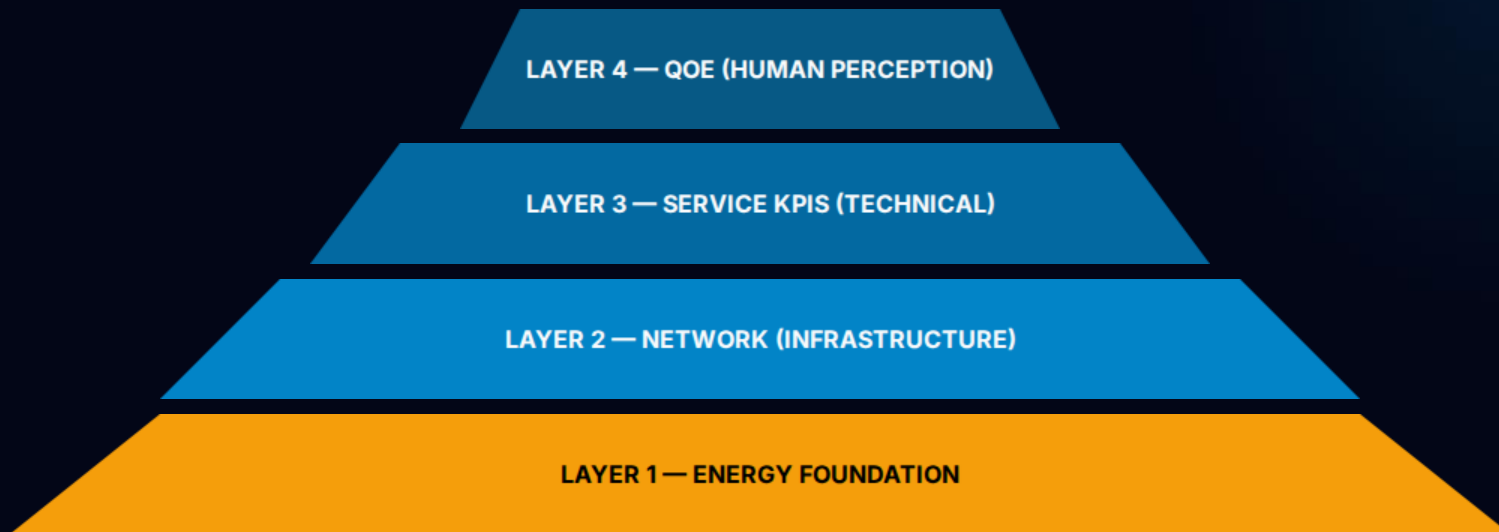 LAYER 4 — QOE (HUMAN PERCEPTION)
LAYER 3 — SERVICE KPIS (TECHNICAL)
LAYER 2 — NETWORK (INFRASTRUCTURE)
LAYER 1 — ENERGY FOUNDATION